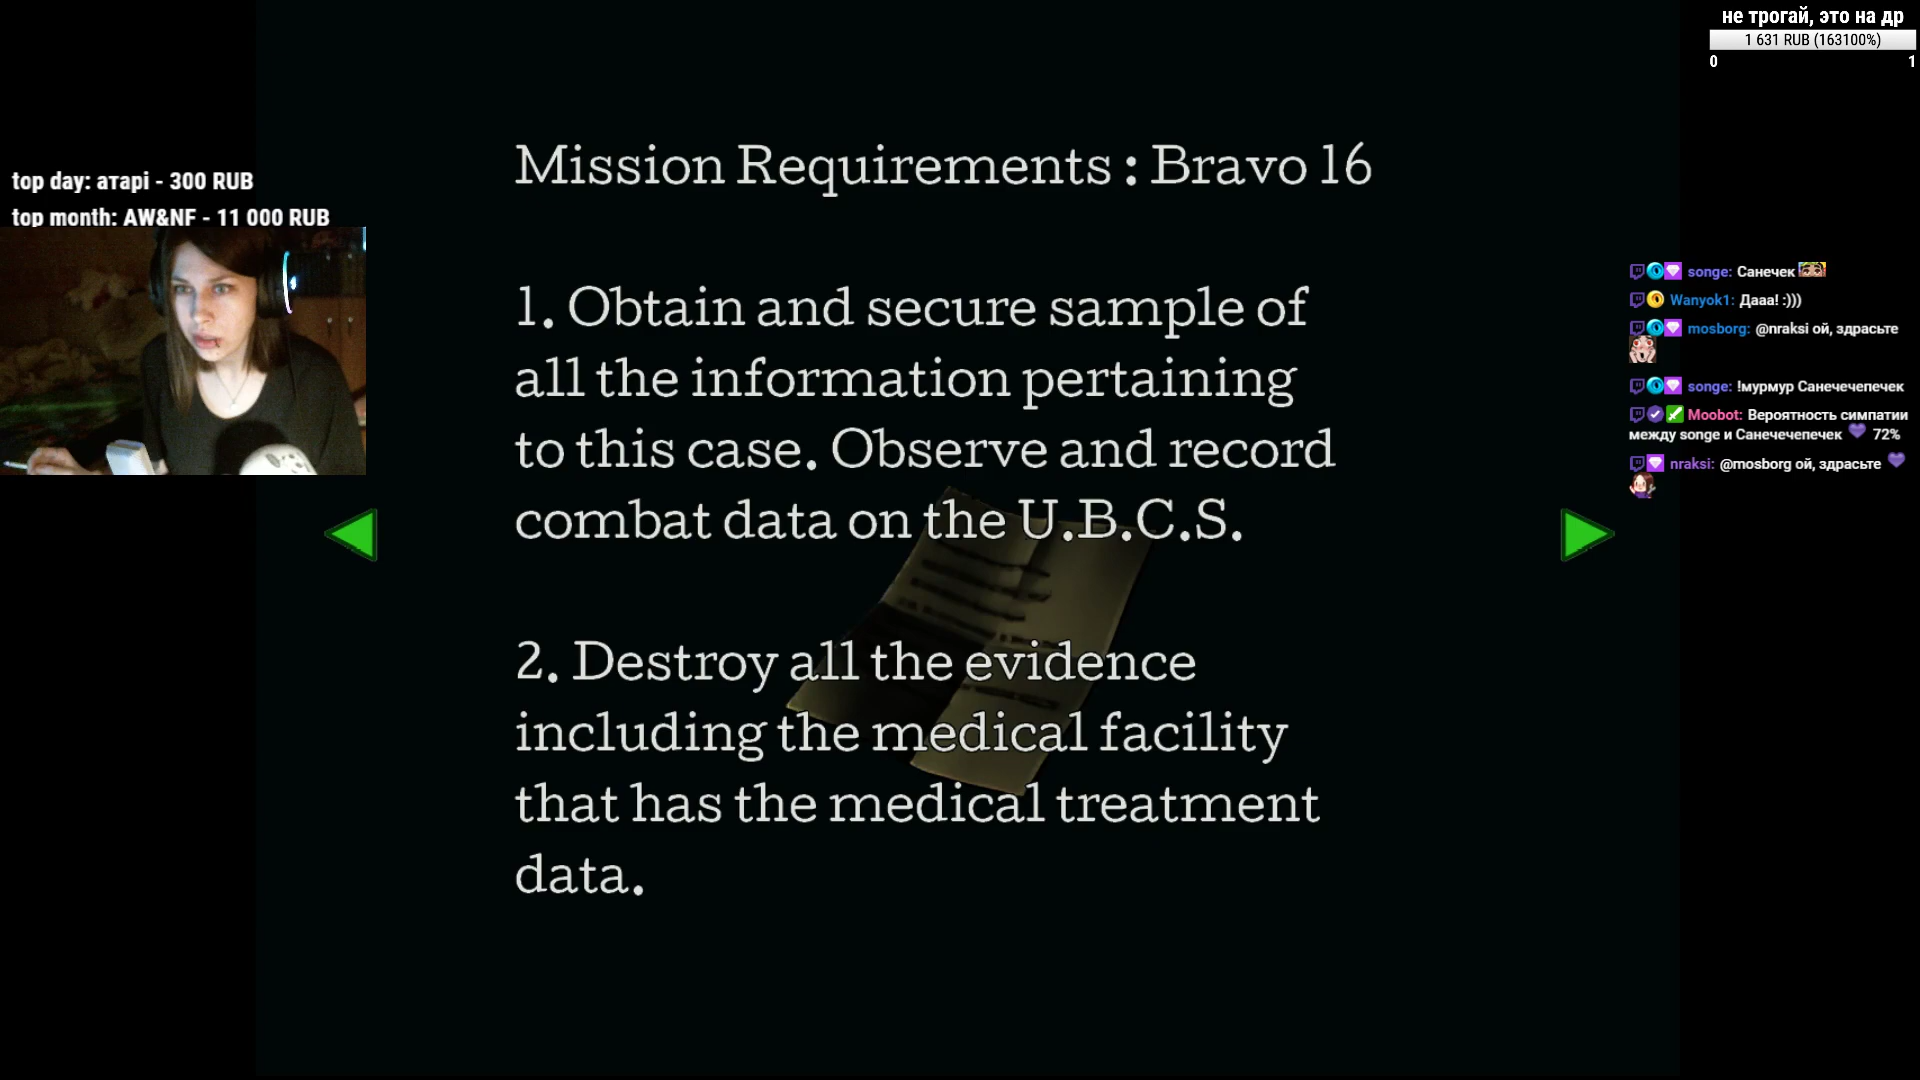 не трогай, это на др
1 631 RUB (163100%)
0 1
top day: атарі - 300 RUB
top month: AW&NF - 11 000 RUB
Mission Requirements : Bravo 16
1. Obtain and secure sample of
all the information pertaining
to this case. Observe and record
combat data on the U.B.C.S.
2. Destroy all the evidence
including the medical facility
that has the medical treatment
data.
songe: Санечек
Wanyok1: Дааа! :)))
mosborg: @nraksi ой, здрасьте
songe: !мурмур Санечечепечек
Moobot: Вероятность симпатии
между songe и Санечечепечек 72%
nraksi: @mosborg ой, здрасьте